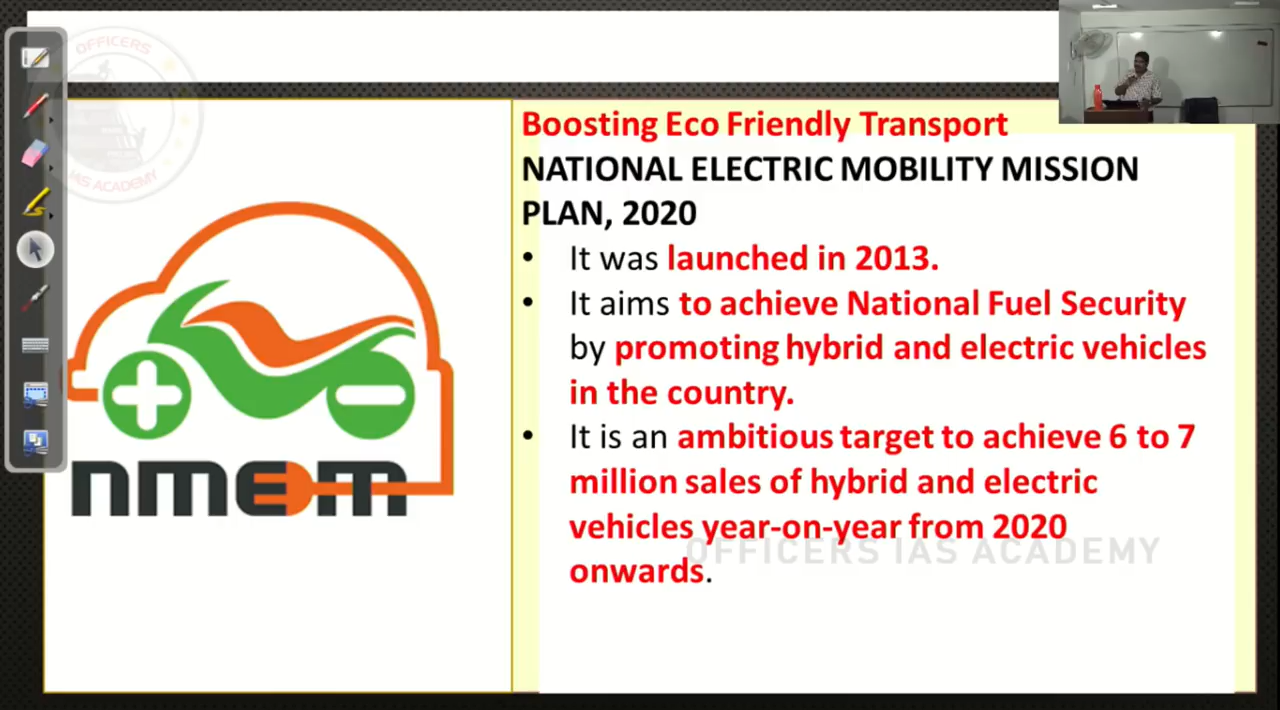 OFFICERS
IAS ACADEMY
Boosting Eco Friendly Transport
NATIONAL ELECTRIC MOBILITY MISSION
PLAN, 2020
• It was launched in 2013.
• It aims to achieve National Fuel Security
by promoting hybrid and electric vehicles
in the country.
• It is an ambitious target to achieve 6 to 7
million sales of hybrid and electric
vehicles year-on-year from 2020
onwards.
OFFICERS IAS ACADEMY
nmem